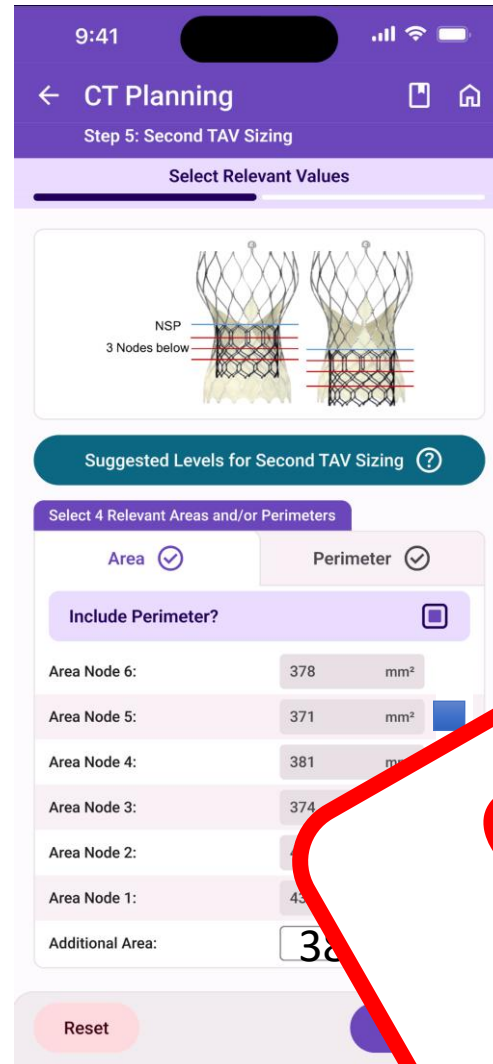 9:41
CT Planning
Step 5: Second TAV Sizing
Select Relevant Values
NSP
3 Nodes below
Suggested Levels for Second TAV Sizing ?
Select 4 Relevant Areas and/or Perimeters
Area Perimeter
Include Perimeter?
Area Node 6: 378 mm²
Area Node 5: 371 mm²
Area Node 4: 381
Area Node 3: 374
Area Node 2:
Area Node 1:
Additional Area:
Reset